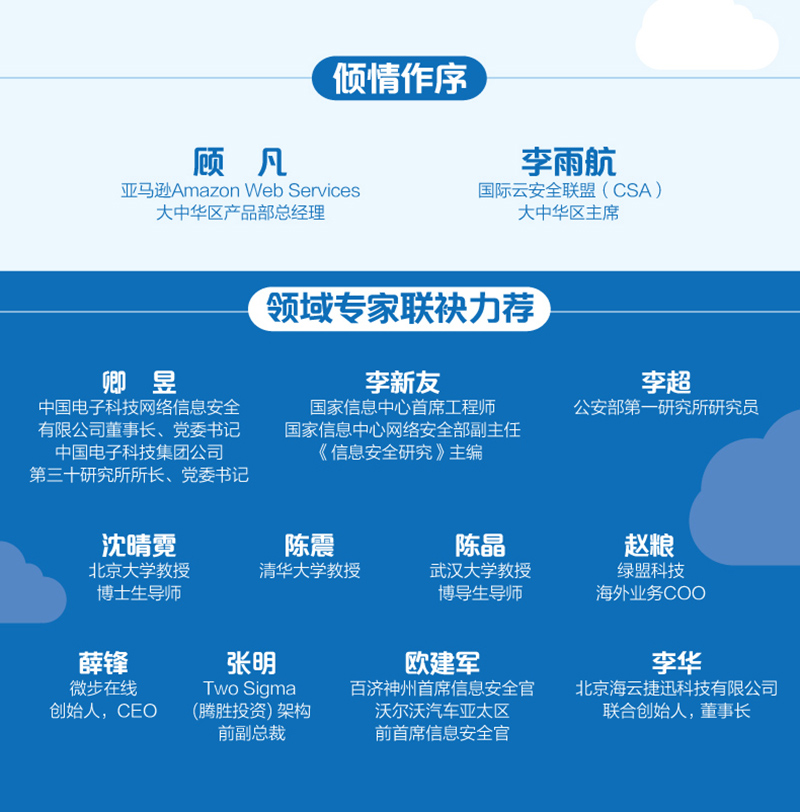 倾情作序
顾 凡
亚马逊Amazon Web Services
大中华区产品部总经理
李雨航
国际云安全联盟（CSA）
大中华区主席
领域专家联袂力荐
卿 昱
中国电子科技网络信息安全
有限公司董事长、党委书记
中国电子科技集团公司
第三十研究所所长、党委书记
李新友
国家信息中心首席工程师
国家信息中心网络安全部副主任
《信息安全研究》主编
李超
公安部第一研究所研究员
沈晴霓
北京大学教授
博士生导师
陈震
清华大学教授
陈晶
武汉大学教授
博导生导师
赵粮
绿盟科技
海外业务COO
薛锋
微步在线
创始人，CEO
张明
Two Sigma
(腾胜投资) 架构
前副总裁
欧建军
百济神州首席信息安全官
沃尔沃汽车亚太区
前首席信息安全官
李华
北京海云捷迅科技有限公司
联合创始人，董事长